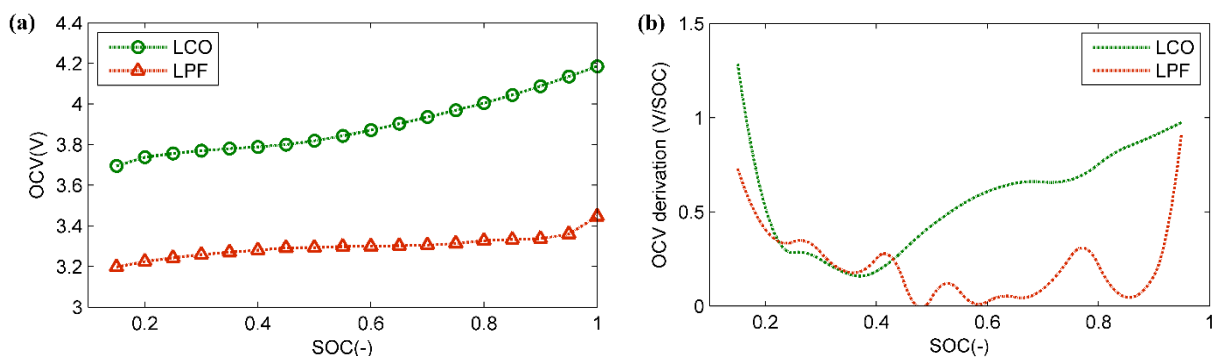 (a)
4.4
4.2
4
3.8
3.6
3.4
3.2
3
OCV(V)
LCO
LPF
0.2
0.4
0.6
0.8
1
SOC(-)
(b)
1.5
1
0.5
0
OCV derivation (V/SOC)
LCO
LPF
0.2
0.4
0.6
0.8
1
SOC(-)